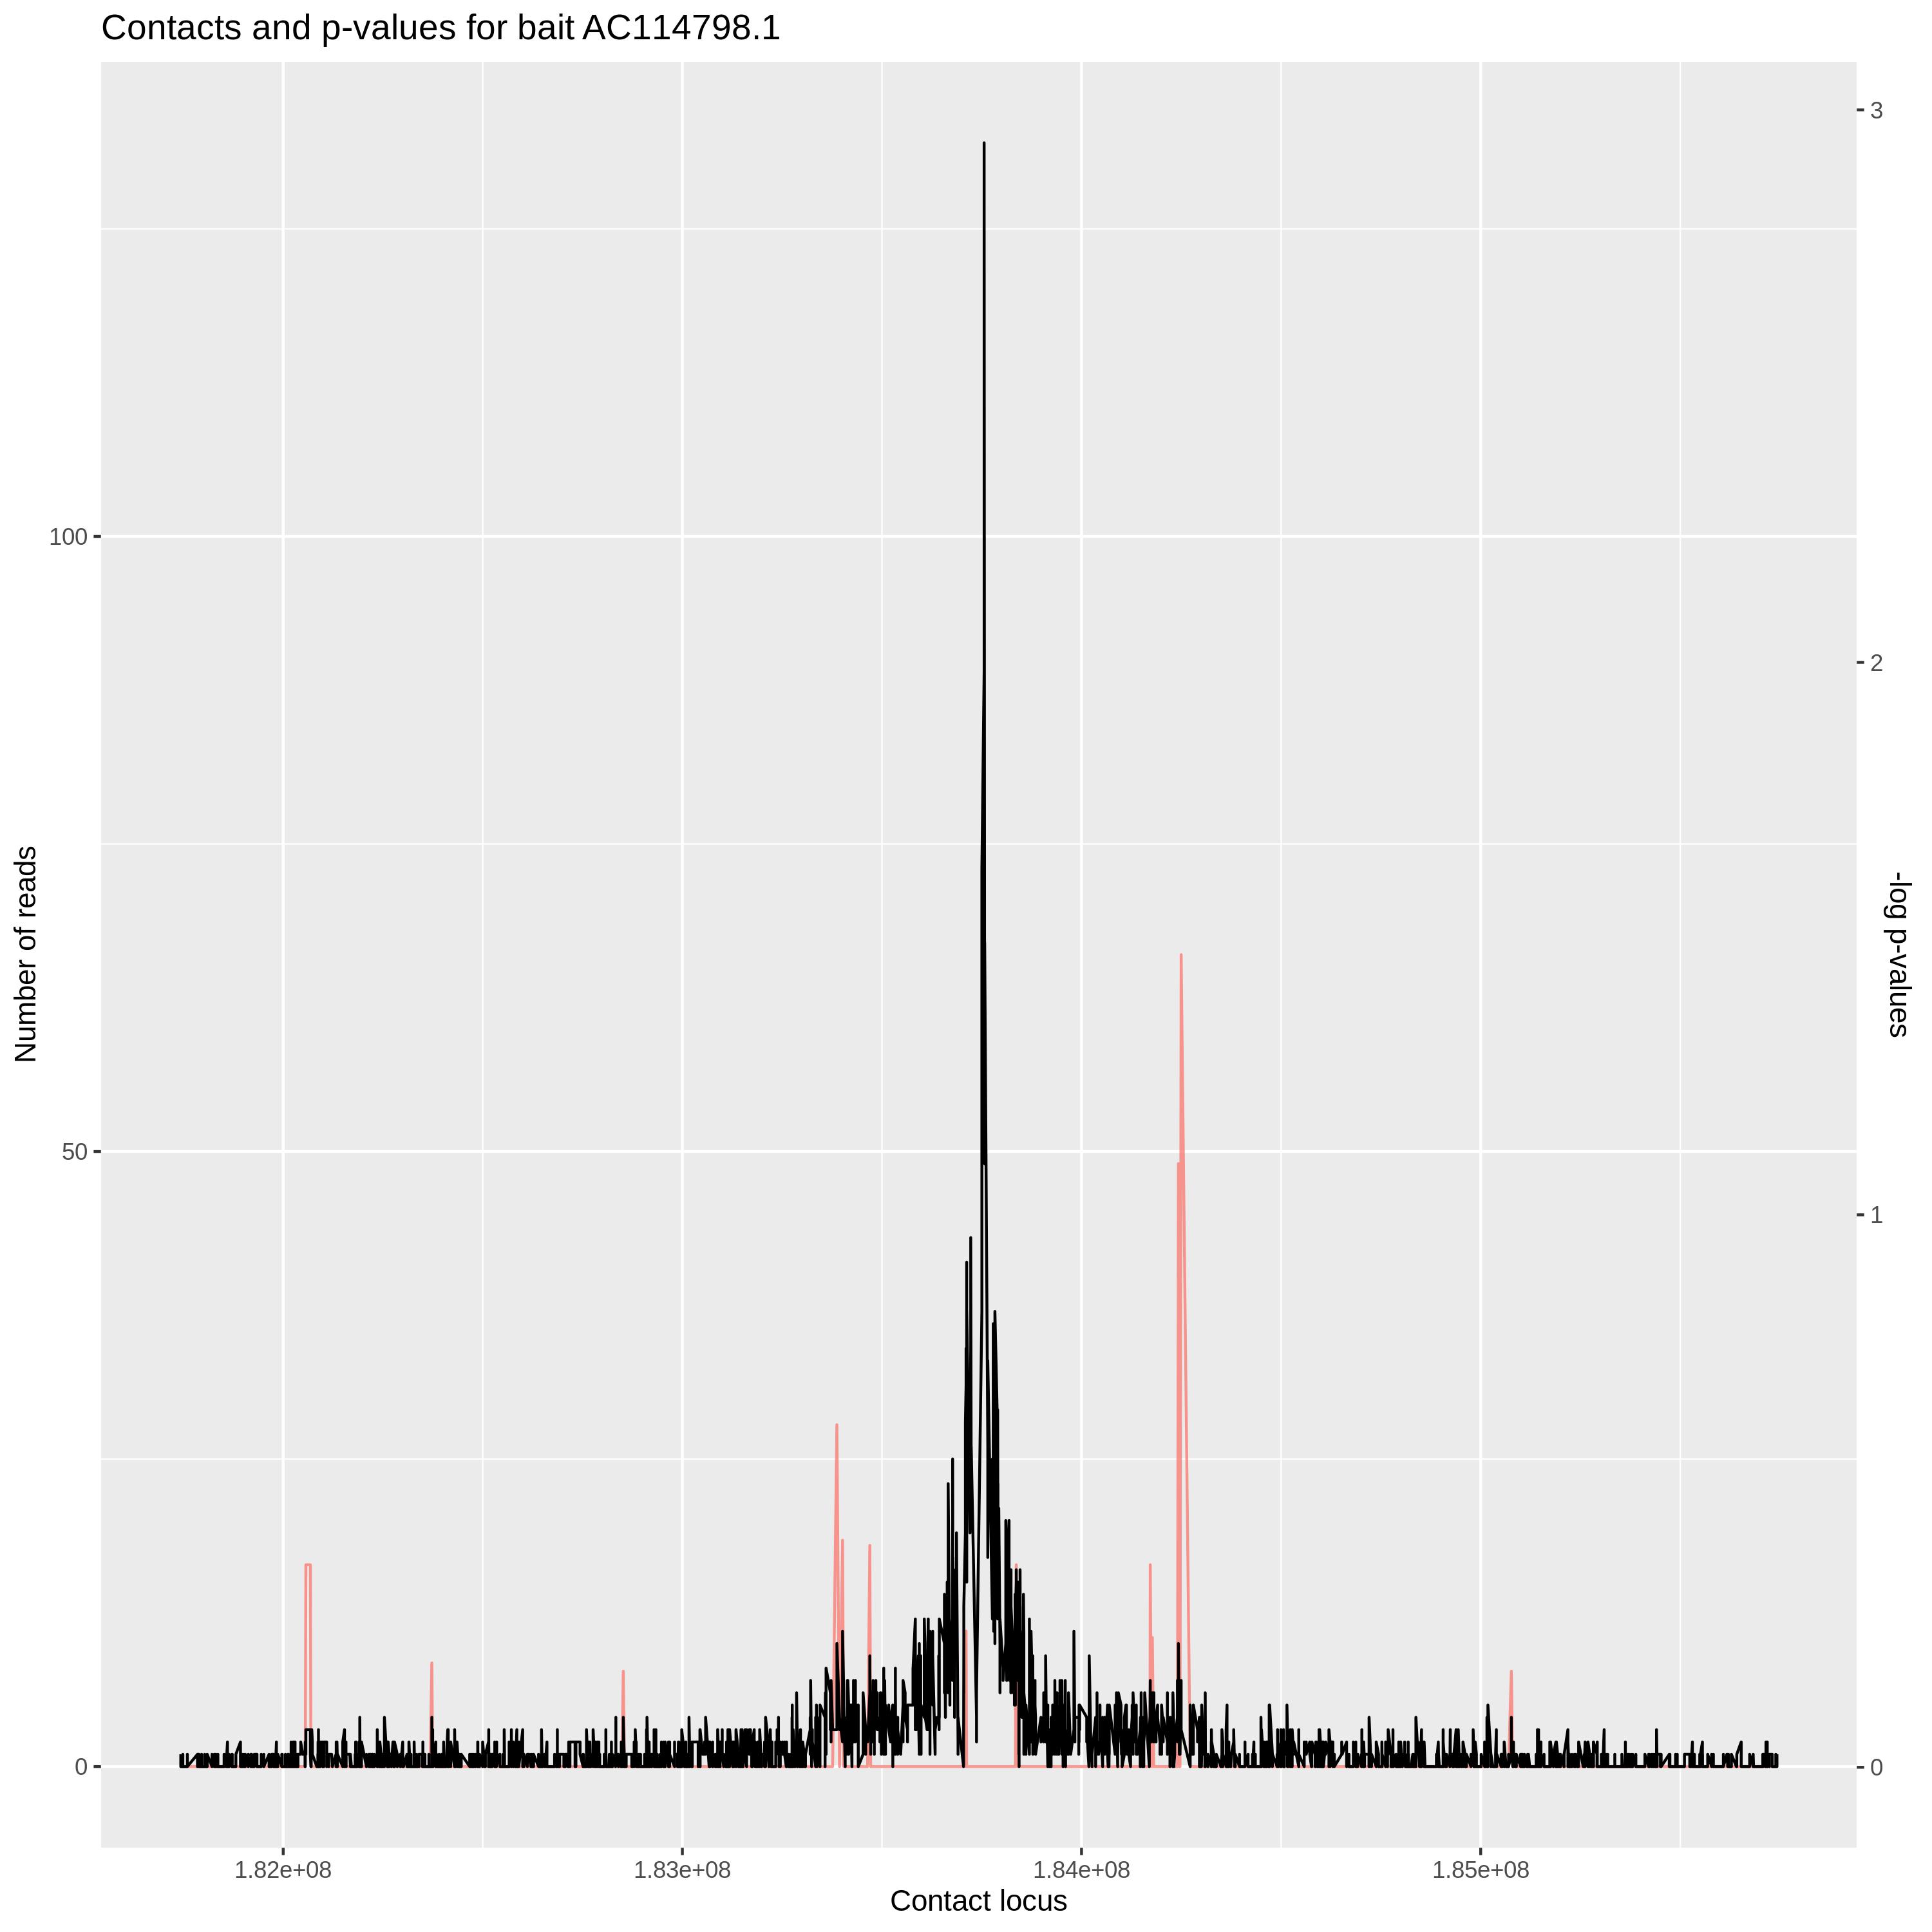 Contacts and p-values for bait AC114798.1
3
100
2
Number of reads
-log p-values
50
1
0
0
1.82e+08
1.83e+08
1.84e+08
1.85e+08
Contact locus